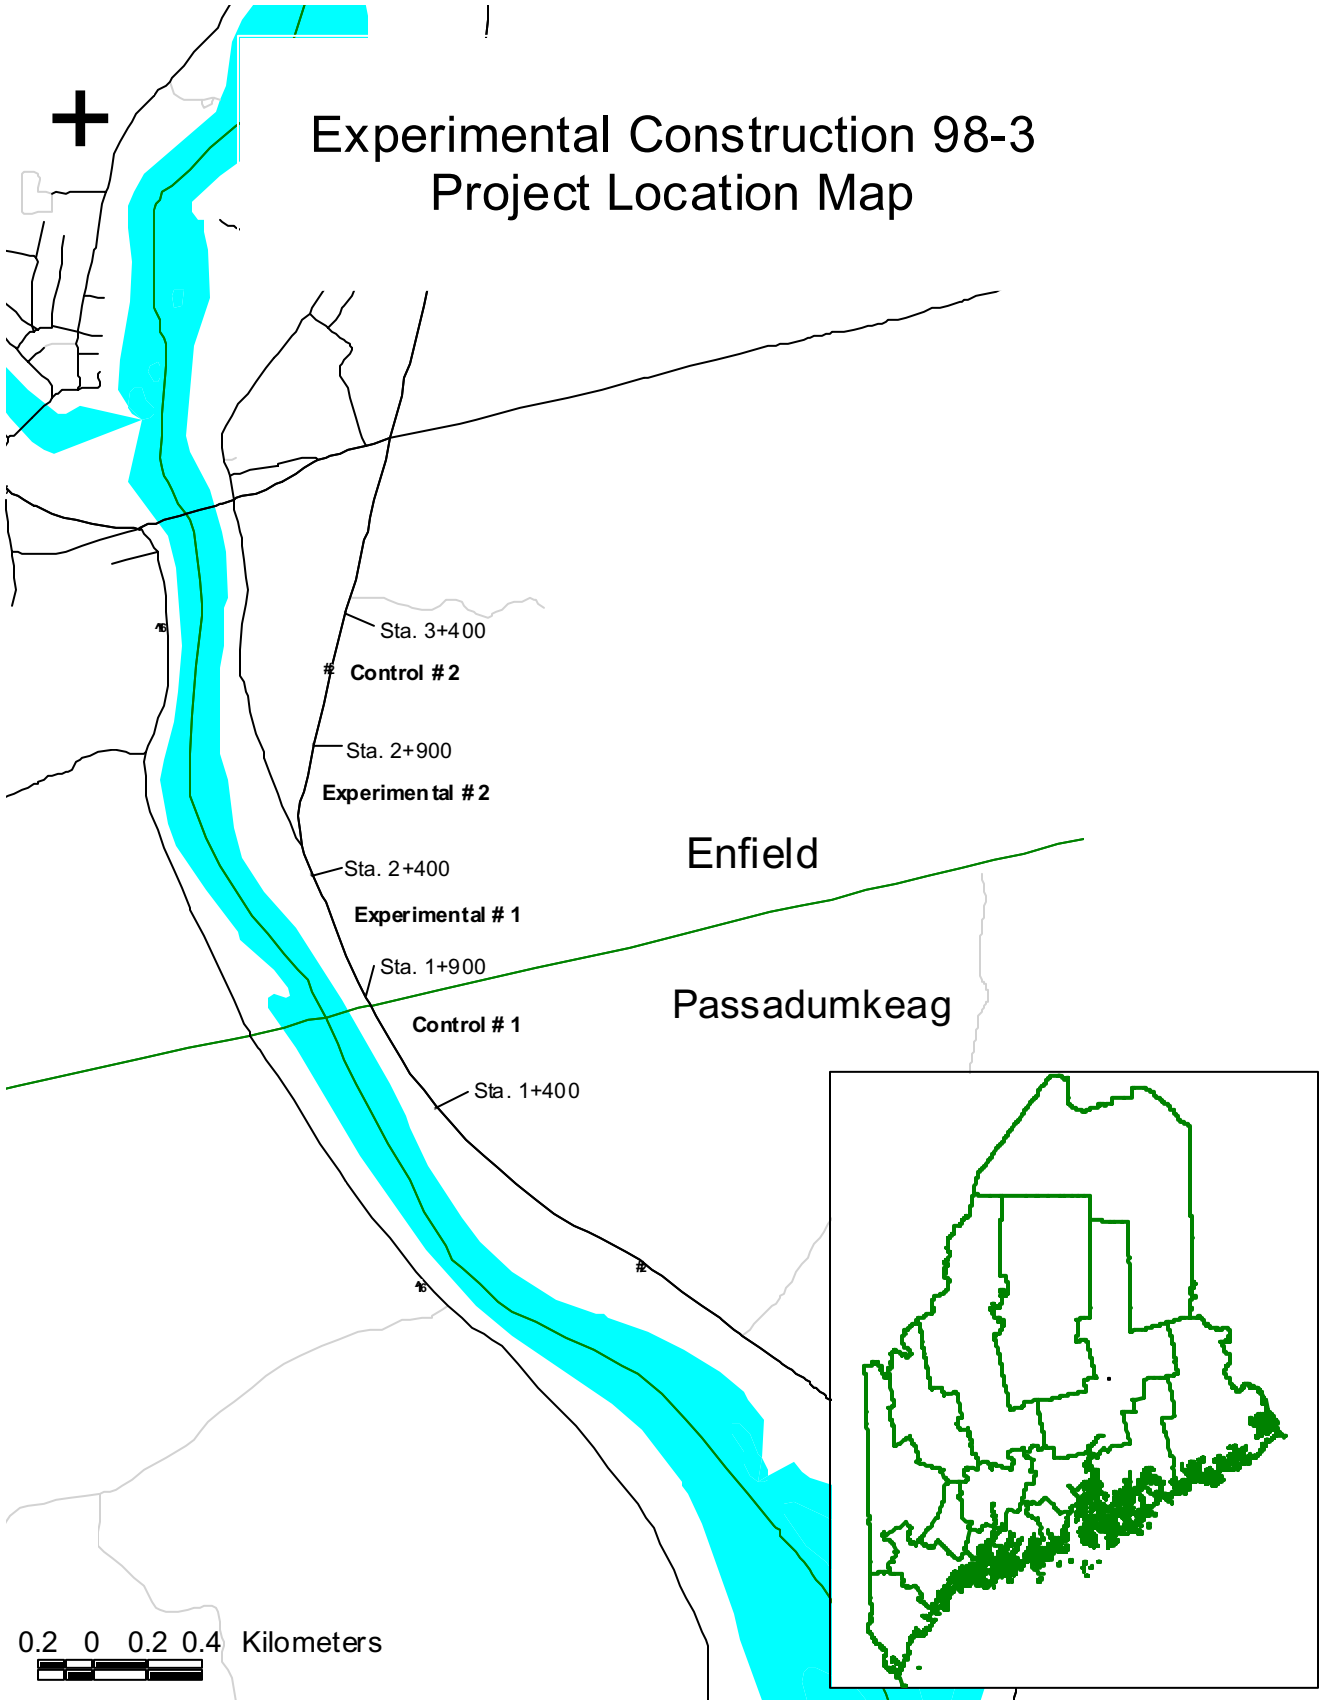 Experimental Construction 98-3
Project Location Map
Sta. 3+400
#2
Control # 2
Sta. 2+900
Experimental # 2
Enfield
Sta. 2+400
Experimental # 1
Sta. 1+900
Passadumkeag
Control # 1
Sta. 1+400
#2
0.2 0 0.2 0.4 Kilometers